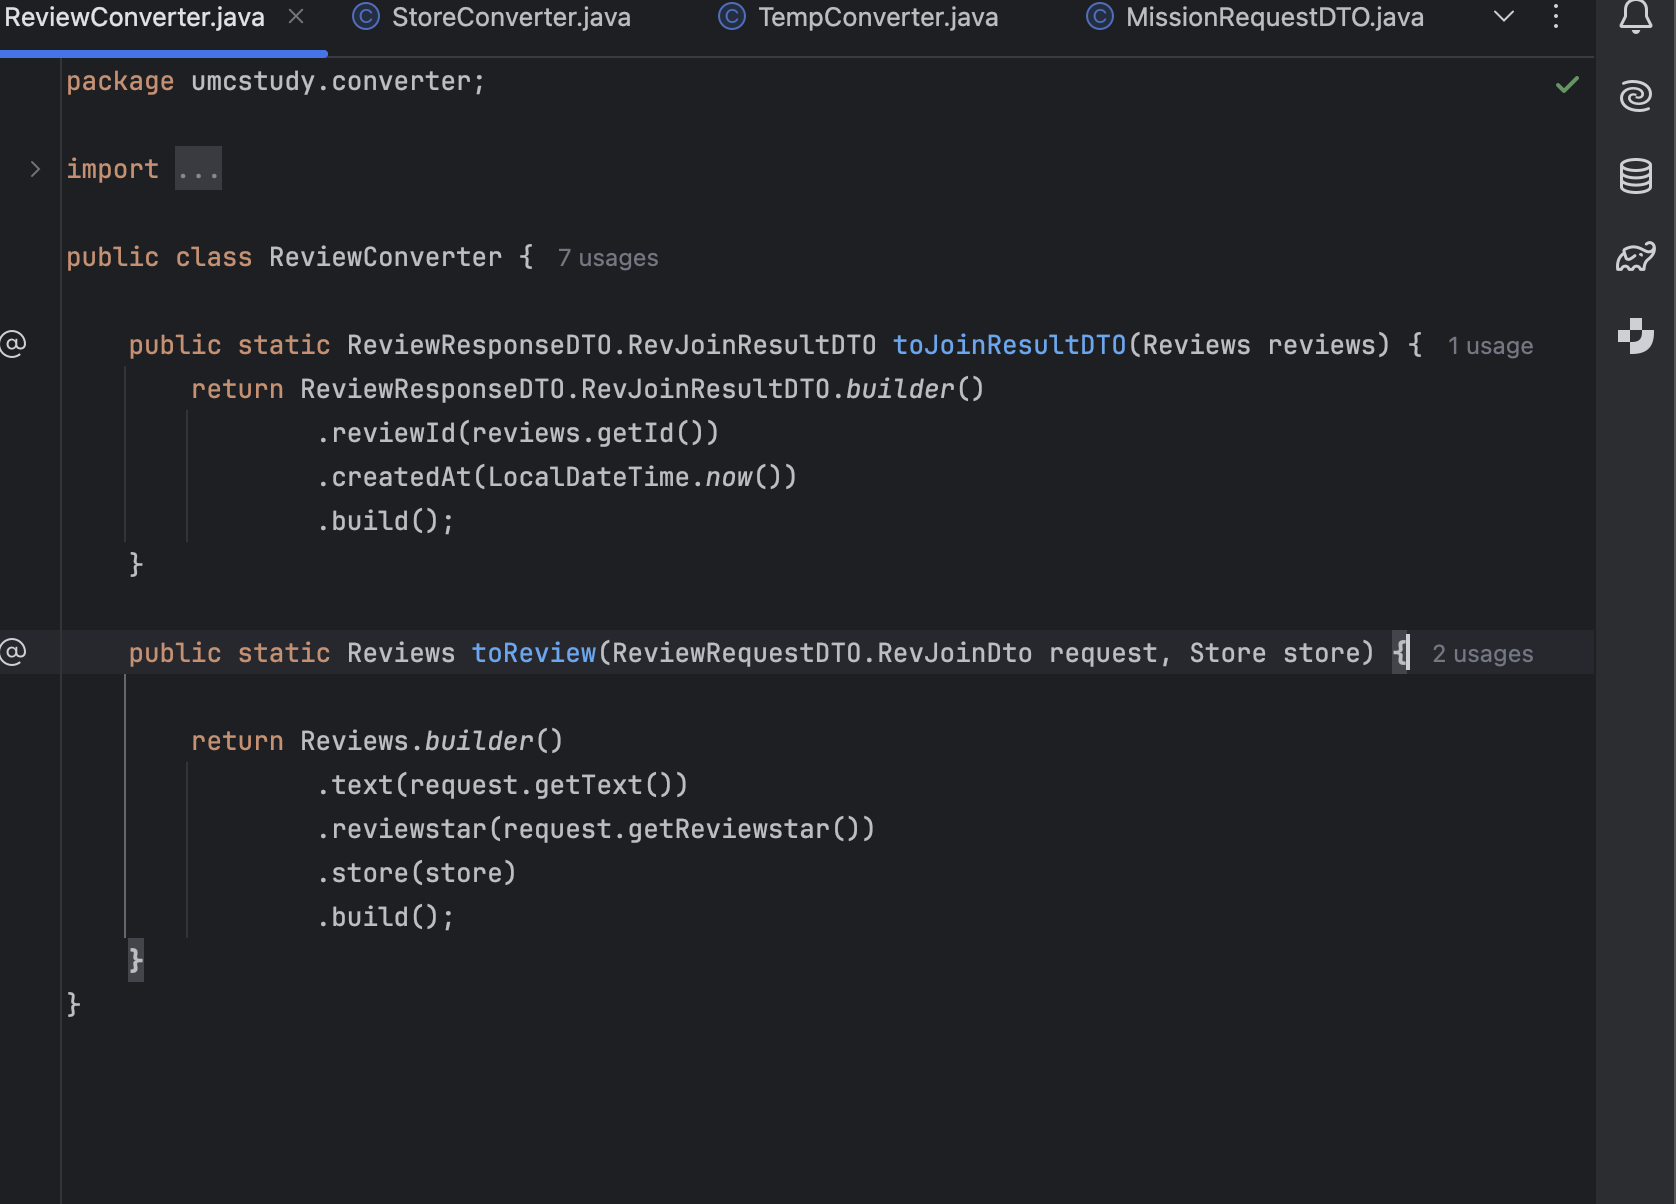 ReviewConverter.java × C StoreConverter.java C TempConverter.java C MissionRequestDTO.java
package umcstudy.converter;
import ...
public class ReviewConverter { 7 usages
@ public static ReviewResponseDTO.RevJoinResultDTO toJoinResultDTO(Reviews reviews) { 1 usage
return ReviewResponseDTO.RevJoinResultDTO.builder()
.reviewId(reviews.getId())
.createdAt(LocalDateTime.now())
.build();
}
@ public static Reviews toReview(ReviewRequestDTO.RevJoinDto request, Store store) { 2 usages
return Reviews.builder()
.text(request.getText())
.reviewstar(request.getReviewstar())
.store(store)
.build();
}
}